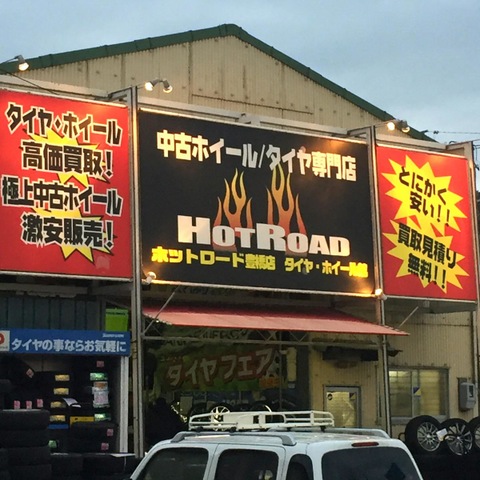 タイヤ・ホイール
高価買取!
極上中古ホイール
激安販売!
中古ホイール/タイヤ専門店
HOTROAD
ホットロード豊橋店 タイヤ・ホイール館
とにかく
安い!!
買取見積り
無料!!
タイヤの事ならお気軽に
タイヤフェア